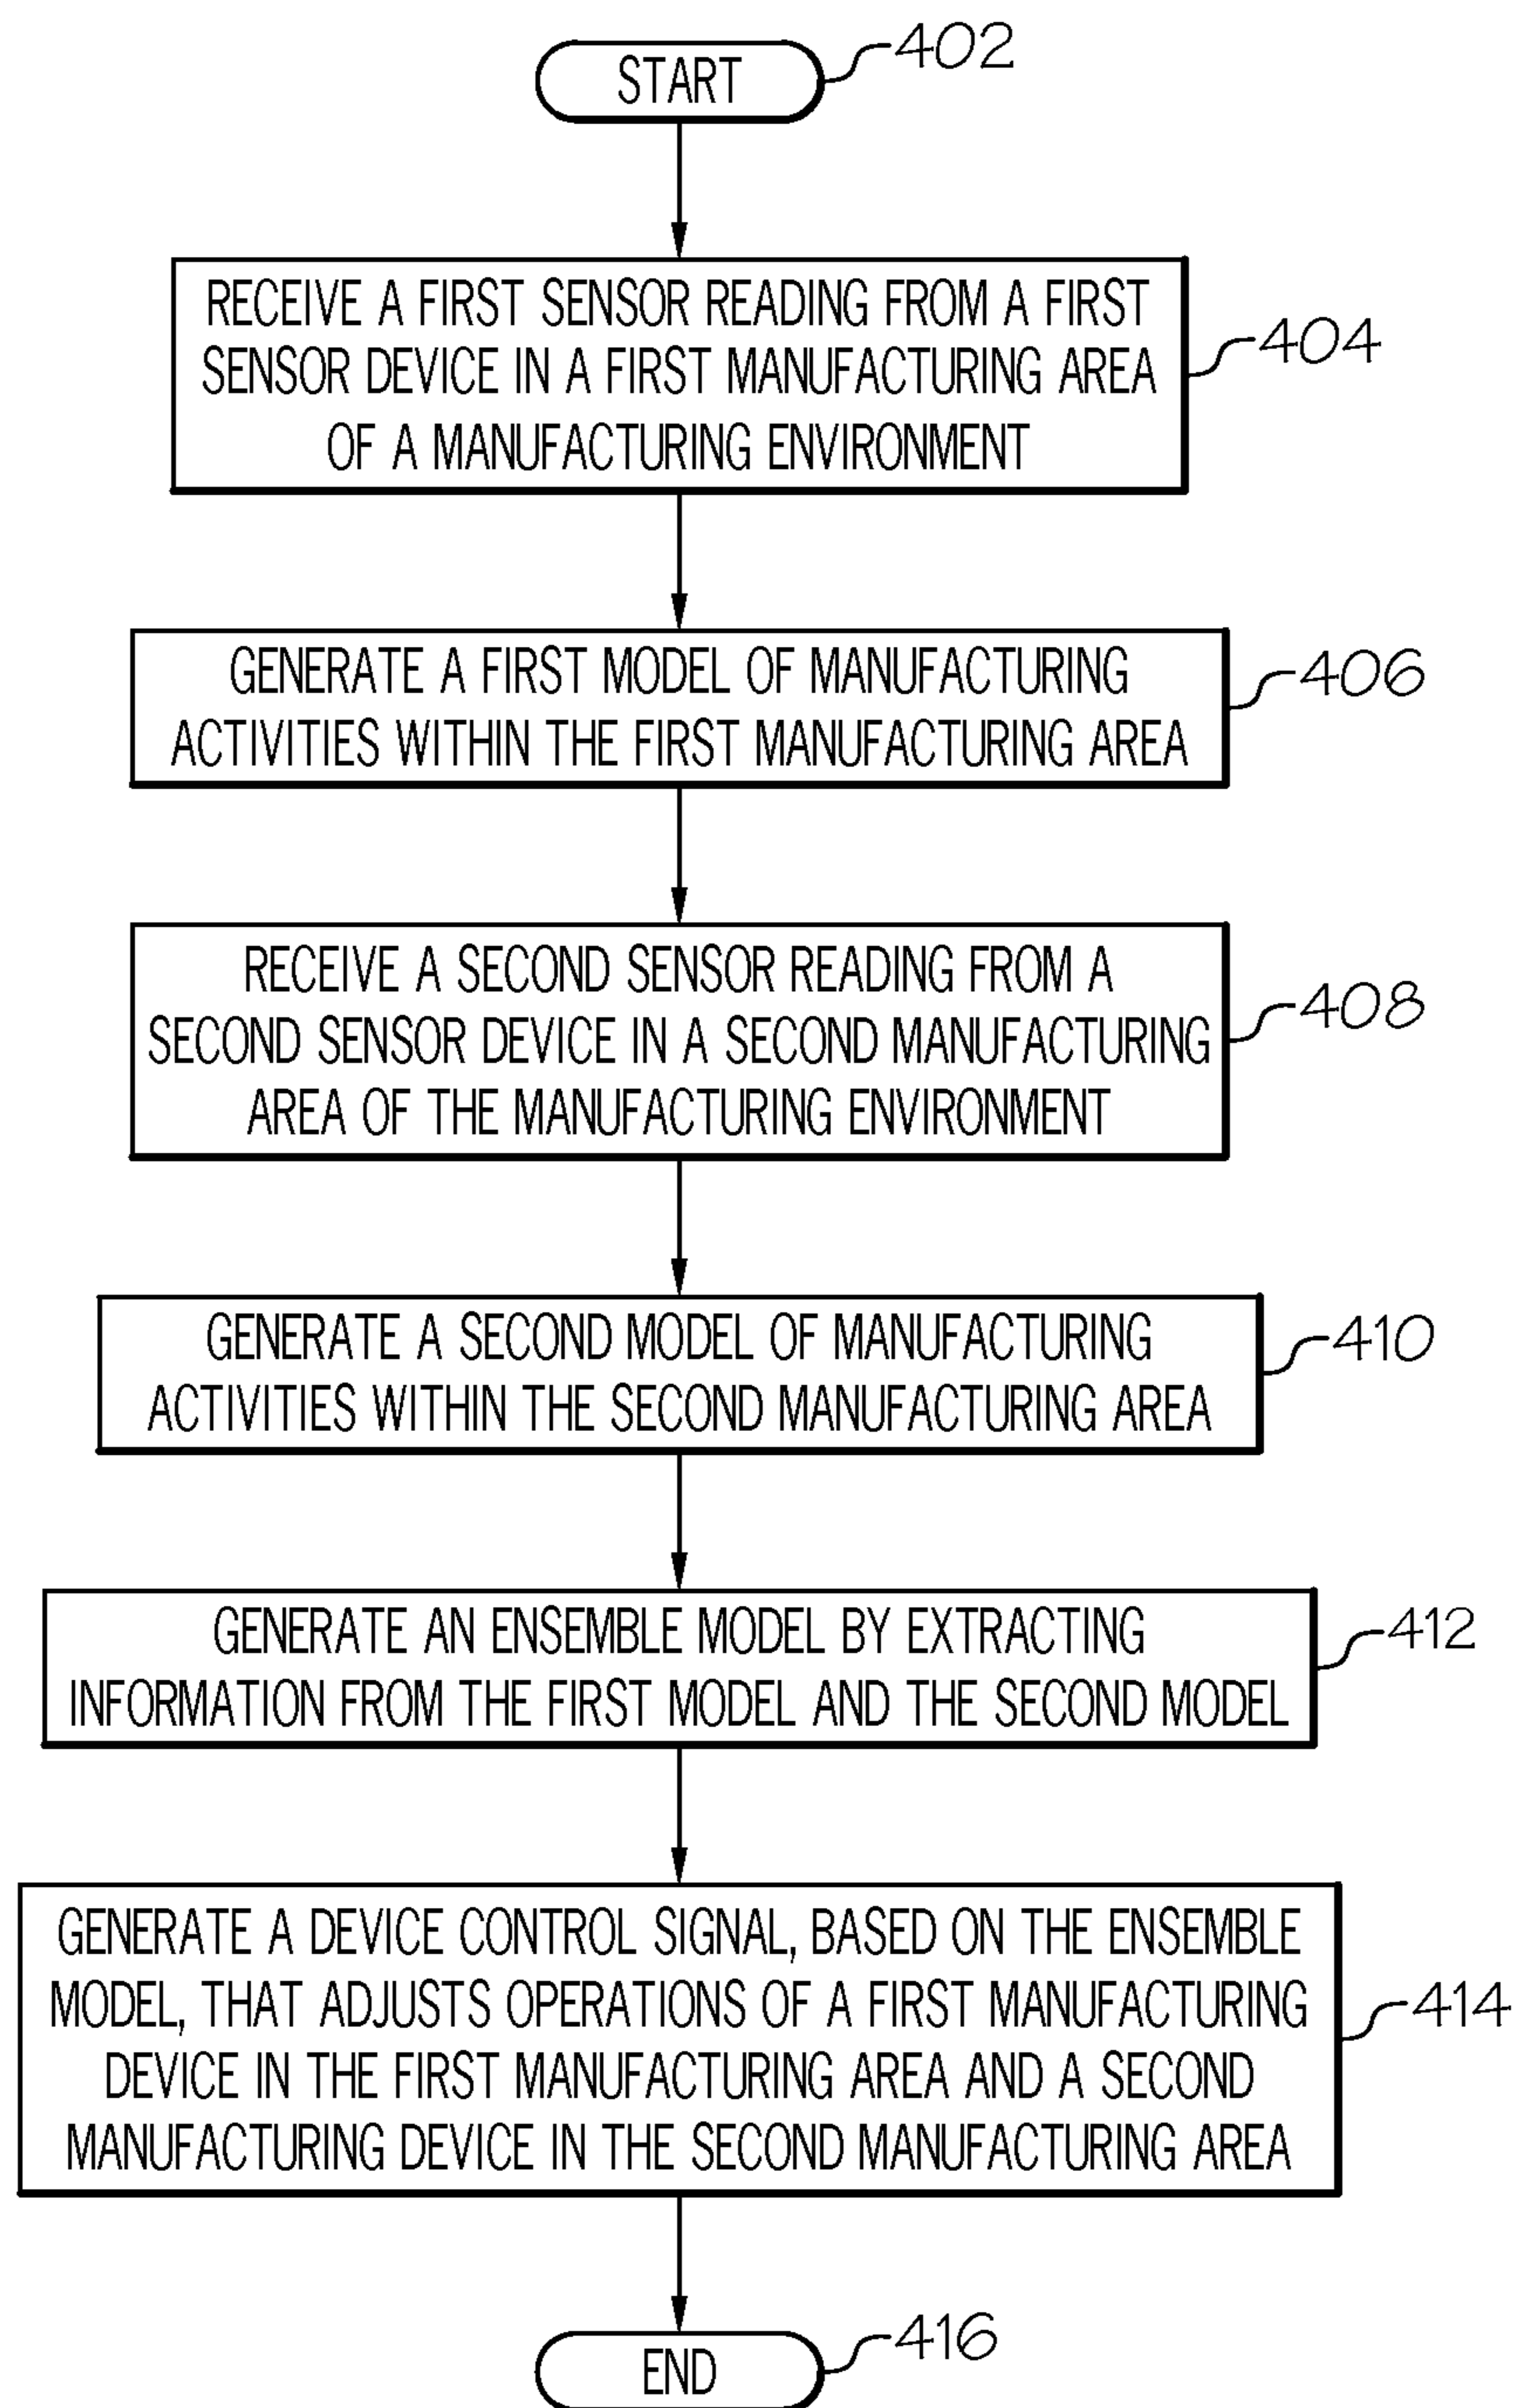 START
402
RECEIVE A FIRST SENSOR READING FROM A FIRST
SENSOR DEVICE IN A FIRST MANUFACTURING AREA
OF A MANUFACTURING ENVIRONMENT
404
GENERATE A FIRST MODEL OF MANUFACTURING
ACTIVITIES WITHIN THE FIRST MANUFACTURING AREA
406
RECEIVE A SECOND SENSOR READING FROM A
SECOND SENSOR DEVICE IN A SECOND MANUFACTURING
AREA OF THE MANUFACTURING ENVIRONMENT
408
GENERATE A SECOND MODEL OF MANUFACTURING
ACTIVITIES WITHIN THE SECOND MANUFACTURING AREA
410
GENERATE AN ENSEMBLE MODEL BY EXTRACTING
INFORMATION FROM THE FIRST MODEL AND THE SECOND MODEL
412
GENERATE A DEVICE CONTROL SIGNAL, BASED ON THE ENSEMBLE
MODEL, THAT ADJUSTS OPERATIONS OF A FIRST MANUFACTURING
DEVICE IN THE FIRST MANUFACTURING AREA AND A SECOND
MANUFACTURING DEVICE IN THE SECOND MANUFACTURING AREA
414
END
416